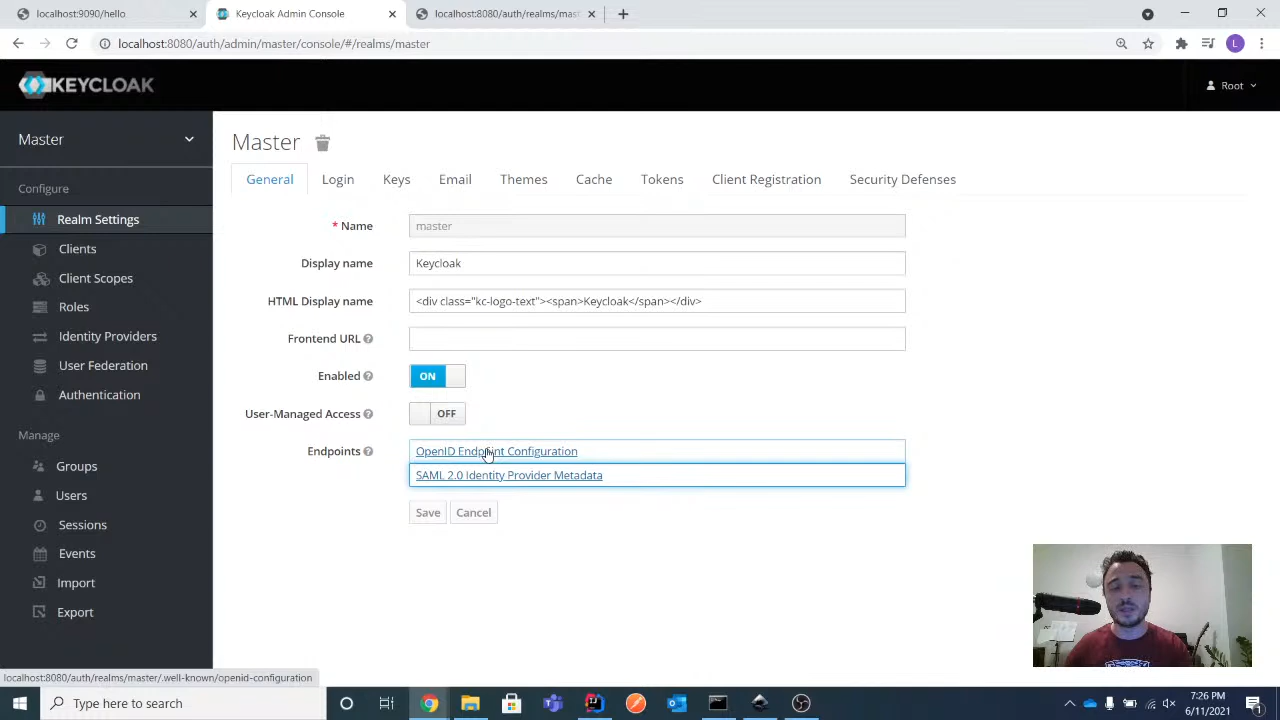 localhost:9090/hello
Keycloak Admin Console
localhost:8080/auth/realms/mast
localhost:8080/auth/admin/master/console/#/realms/master
L
KEYCLOAK
Root
Master
Configure
Realm Settings
Clients
Client Scopes
Roles
Identity Providers
User Federation
Authentication
Manage
Groups
Users
Sessions
Events
Import
Export
Master
General Login Keys Email Themes Cache Tokens Client Registration Security Defenses
* Name master
Display name Keycloak
HTML Display name <div class="kc-logo-text"><span>Keycloak</span></div>
Frontend URL
Enabled ON
User-Managed Access OFF
Endpoints OpenID Endpoint Configuration
SAML 2.0 Identity Provider Metadata
Save Cancel
localhost:8080/auth/realms/master/.well-known/openid-configuration
Type here to search
7:26 PM
6/11/2021
1